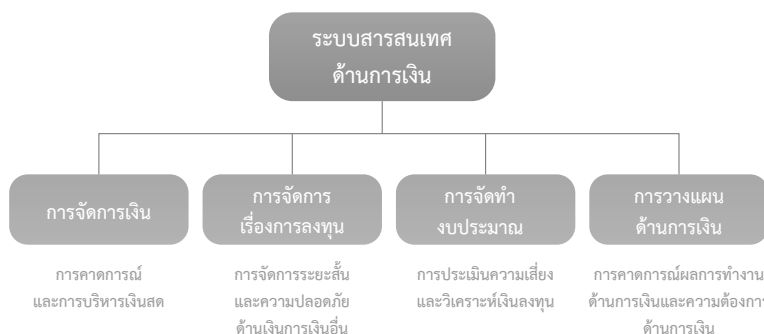 ระบบสารสนเทศ
ด้านการเงิน
การจัดการเงิน
การจัดการ
เรื่องการลงทุน
การจัดทำ
งบประมาณ
การวางแผน
ด้านการเงิน
การคาดการณ์
และการบริหารเงินสด
การจัดการระยะสั้น
และความปลอดภัย
ด้านเงินการเงินอื่น
การประเมินความเสี่ยง
และวิเคราะห์เงินลงทุน
การคาดการณ์ผลการทำงาน
ด้านการเงินและความต้องการ
ด้านการเงิน